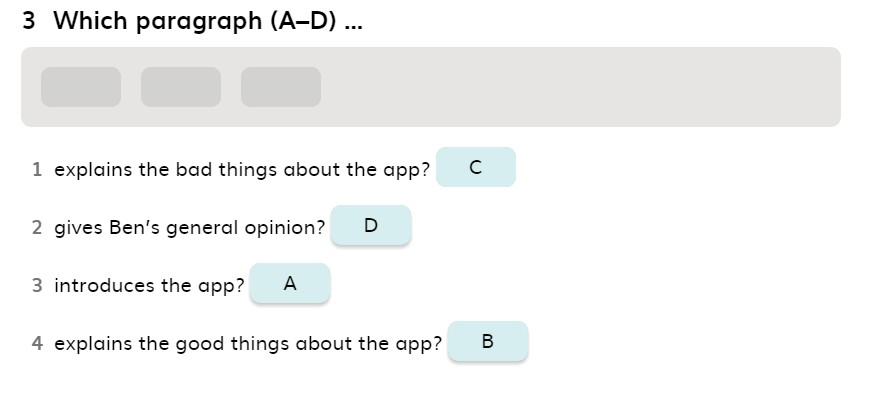 3 Which paragraph (A–D) ...
1 explains the bad things about the app? C
2 gives Ben’s general opinion? D
3 introduces the app? A
4 explains the good things about the app? B